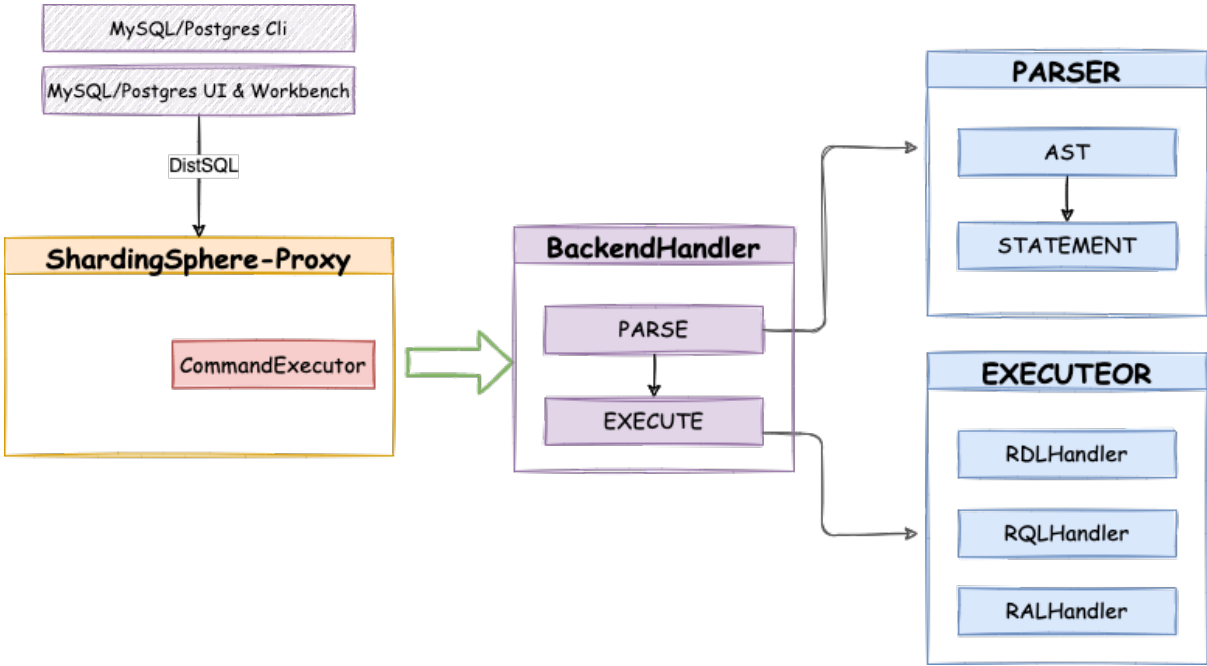 MySQL/Postgres Cli
MySQL/Postgres UI & Workbench
DistSQL
ShardingSphere-Proxy
CommandExecutor
BackendHandler
PARSE
EXECUTE
PARSER
AST
STATEMENT
EXECUTEOR
RDLHandler
RQLHandler
RALHandler